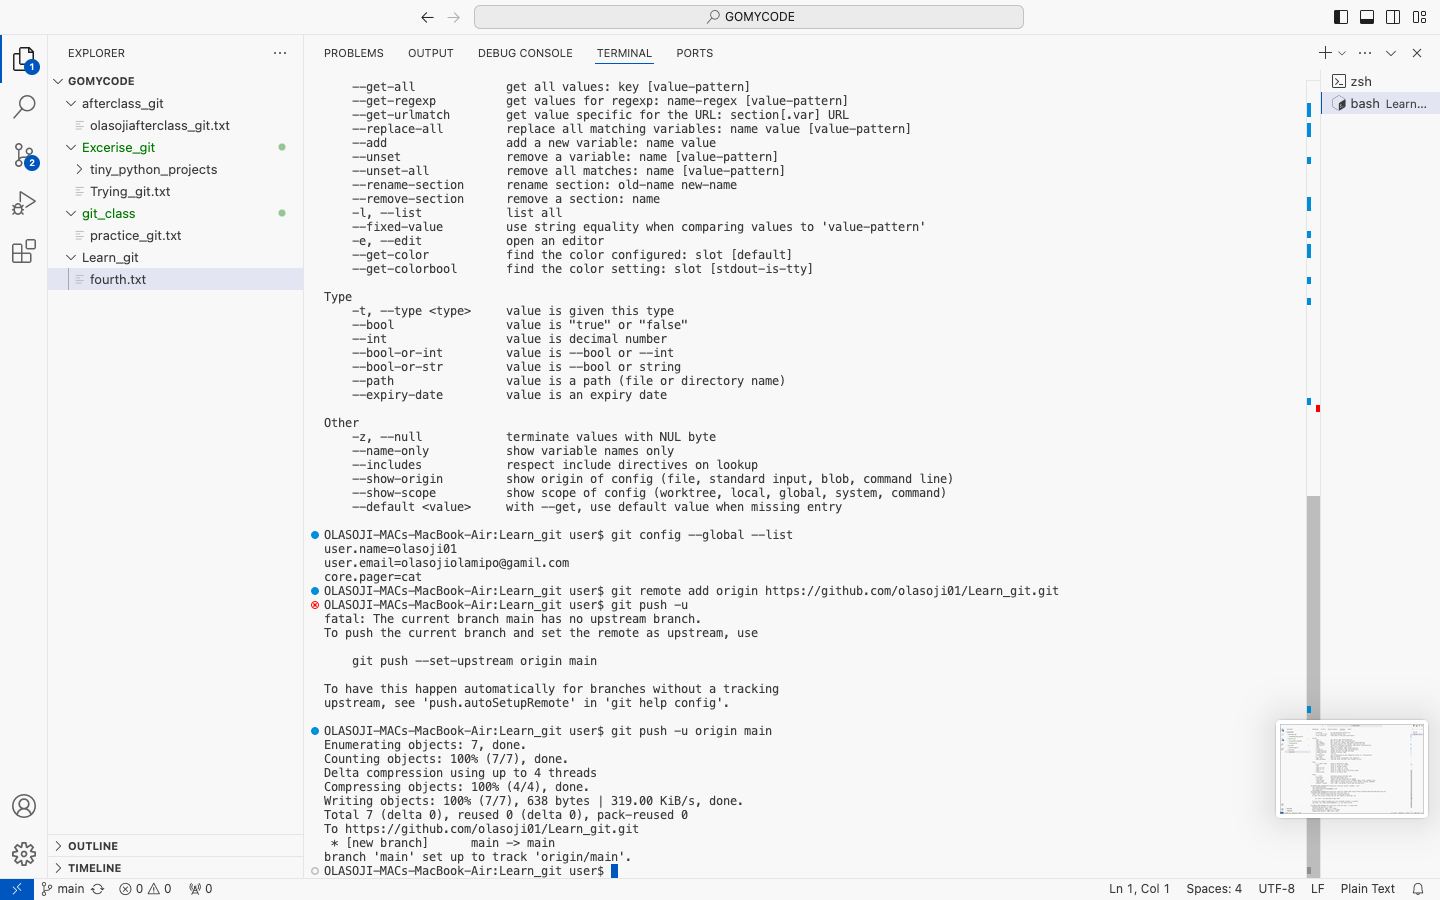 GOMYCODE
EXPLORER
GOMYCODE
afterclass_git
olasojiafterclass_git.txt
Excerise_git
tiny_python_projects
Trying_git.txt
git_class
practice_git.txt
Learn_git
fourth.txt
OUTLINE
TIMELINE
1
2
PROBLEMS OUTPUT DEBUG CONSOLE TERMINAL PORTS
--get-all get all values: key [value-pattern]
--get-regexp get values for regexp: name-regex [value-pattern]
--get-urlmatch get value specific for the URL: section[.var] URL
--replace-all replace all matching variables: name value [value-pattern]
--add add a new variable: name value
--unset remove a variable: name [value-pattern]
--unset-all remove all matches: name [value-pattern]
--rename-section rename section: old-name new-name
--remove-section remove a section: name
-l, --list list all
--fixed-value use string equality when comparing values to 'value-pattern'
-e, --edit open an editor
--get-color find the color configured: slot [default]
--get-colorbool find the color setting: slot [stdout-is-tty]
Type
-t, --type <type> value is given this type
--bool value is "true" or "false"
--int value is decimal number
--bool-or-int value is --bool or --int
--bool-or-str value is --bool or string
--path value is a path (file or directory name)
--expiry-date value is an expiry date
Other
-z, --null terminate values with NUL byte
--name-only show variable names only
--includes respect include directives on lookup
--show-origin show origin of config (file, standard input, blob, command line)
--show-scope show scope of config (worktree, local, global, system, command)
--default <value> with --get, use default value when missing entry
OLASOJI-MACs-MacBook-Air:Learn_git user$ git config --global --list
user.name=olasoji01
user.email=olasojiolamipo@gamil.com
core.pager=cat
OLASOJI-MACs-MacBook-Air:Learn_git user$ git remote add origin https://github.com/olasoji01/Learn_git.git
OLASOJI-MACs-MacBook-Air:Learn_git user$ git push -u
fatal: The current branch main has no upstream branch.
To push the current branch and set the remote as upstream, use
git push --set-upstream origin main
To have this happen automatically for branches without a tracking
upstream, see 'push.autoSetupRemote' in 'git help config'.
OLASOJI-MACs-MacBook-Air:Learn_git user$ git push -u origin main
Enumerating objects: 7, done.
Counting objects: 100% (7/7), done.
Delta compression using up to 4 threads
Compressing objects: 100% (4/4), done.
Writing objects: 100% (7/7), 638 bytes | 319.00 KiB/s, done.
Total 7 (delta 0), reused 0 (delta 0), pack-reused 0
To https://github.com/olasoji01/Learn_git.git
* [new branch] main -> main
branch 'main' set up to track 'origin/main'.
OLASOJI-MACs-MacBook-Air:Learn_git user$
zsh
bash Learn...
main 0 0 0 Ln 1, Col 1 Spaces: 4 UTF-8 LF Plain Text